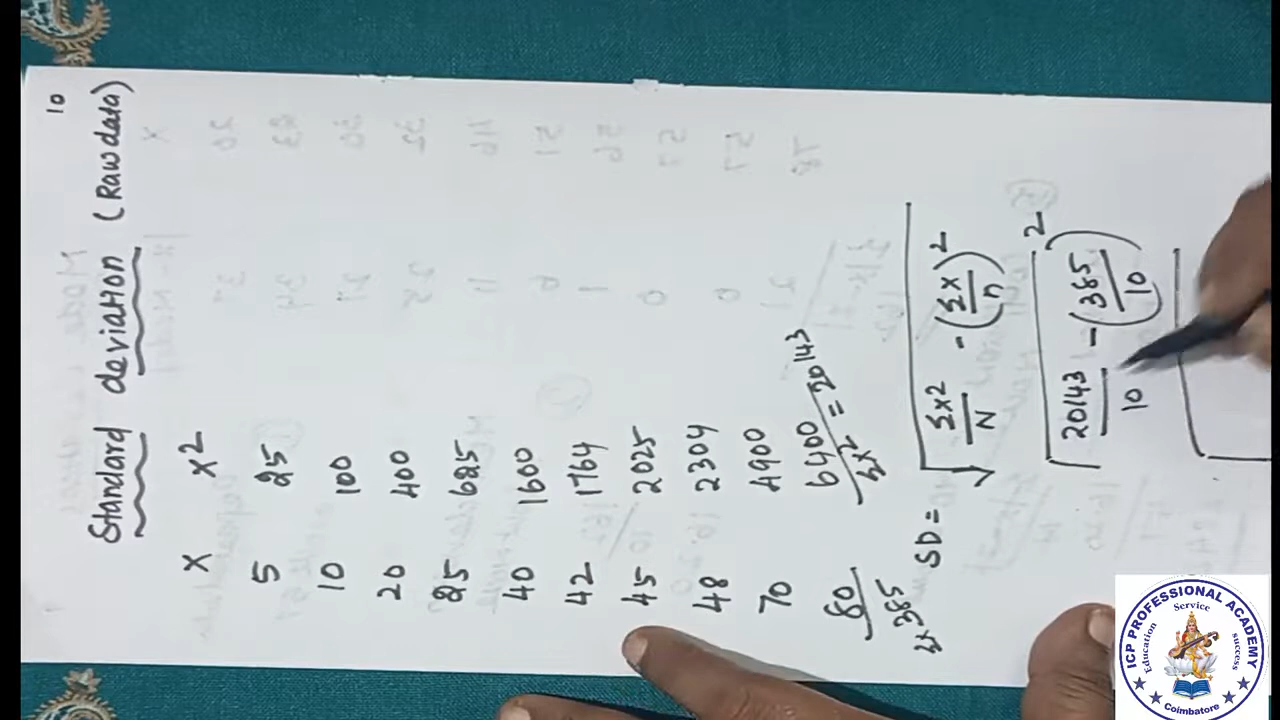 10
Standard deviation (Raw data)
X X2
5 25
10 100
20 400
25 625
40 1600
42 1764
45 2025
48 2304
70 4900
80 6400
Σx 385 Σx2 = 20143
SD = √ Σx2/N - (Σx/n)2
√ 20143/10 - (385/10)2
ICP PROFESSIONAL ACADEMY
Service
Education
success
Coimbatore